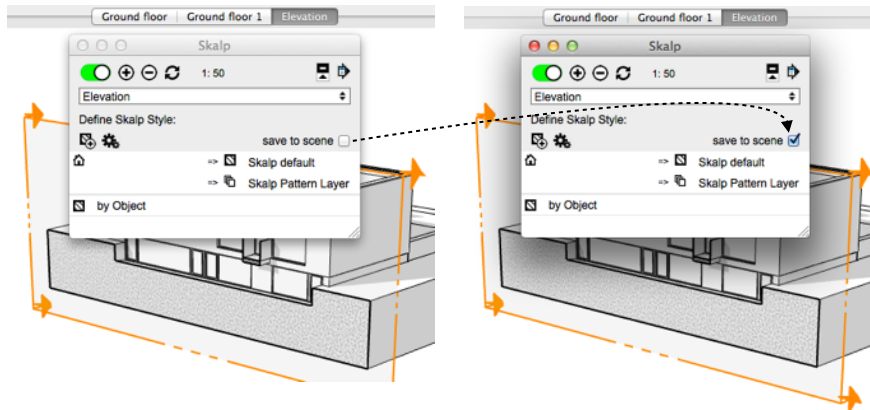 Ground floor Ground floor 1 Elevation
Skalp
1: 50
Elevation
Define Skalp Style:
save to scene
=> Skalp default
=> Skalp Pattern Layer
by Object
Ground floor Ground floor 1 Elevation
Skalp
1: 50
Elevation
Define Skalp Style:
save to scene
=> Skalp default
=> Skalp Pattern Layer
by Object